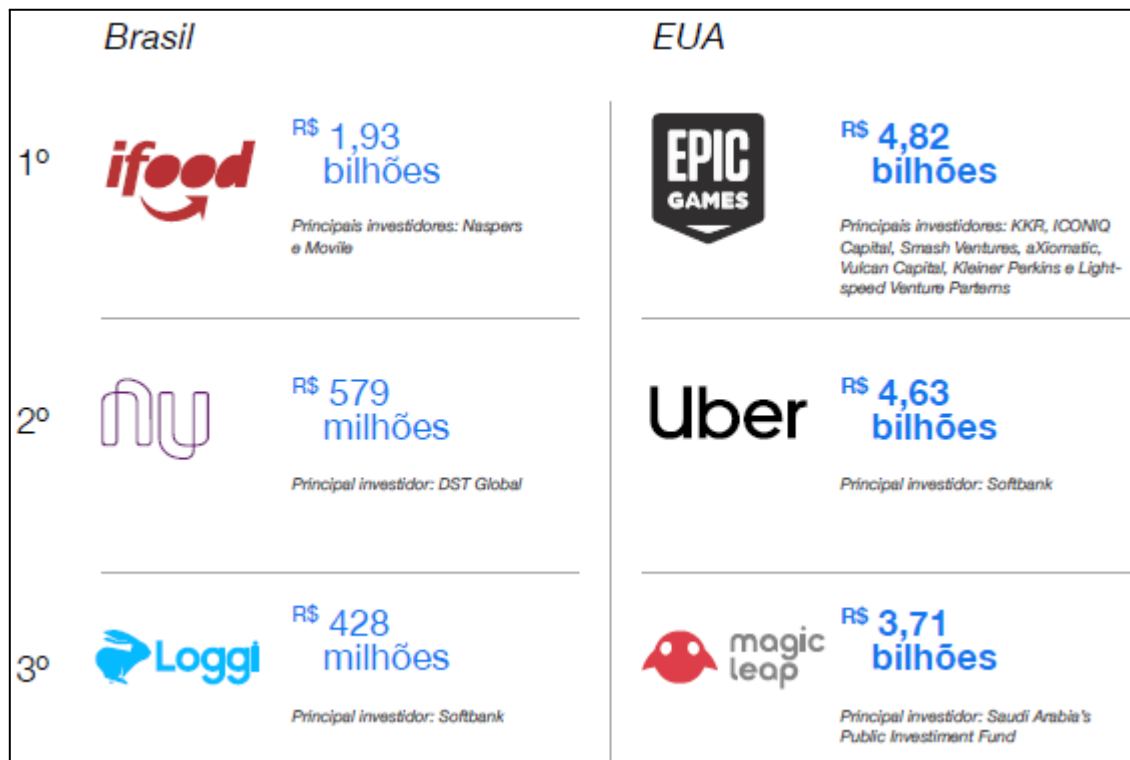 Brasil
EUA
1º
ifood
R$ 1,93
bilhões
Principais investidores: Naspers
e Movile
EPIC
GAMES
R$ 4,82
bilhões
Principais investidores: KKR, ICONIQ
Capital, Smash Ventures, aXiomatic,
Vulcan Capital, Kleiner Perkins e Light-
speed Venture Parterns
2º
nu
R$ 579
milhões
Principal investidor: DST Global
Uber
R$ 4,63
bilhões
Principal investidor: Softbank
3º
Loggi
R$ 428
milhões
Principal investidor: Softbank
magic
leap
R$ 3,71
bilhões
Principal investidor: Saudi Arabia's
Public Investiment Fund